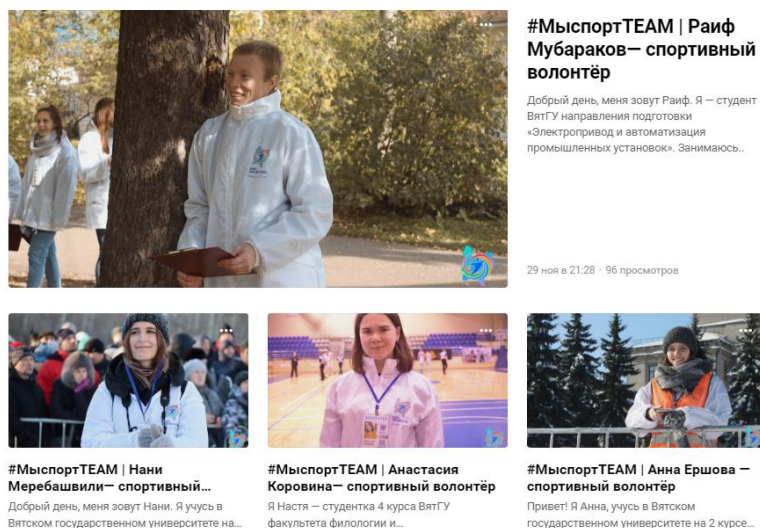 #МыспортTEAM | Раиф
Мубараков— спортивный
волонтёр
Добрый день, меня зовут Раиф. Я — студент
ВятГУ направления подготовки
«Электропривод и автоматизация
промышленных установок». Занимаюсь..
29 ноя в 21:28 · 96 просмотров
#МыспортTEAM | Нани
Меребашвили— спортивный...
Добрый день, меня зовут Нани. Я учусь в
Вятском государственном университете на...
#МыспортTEAM | Анастасия
Коровина— спортивный волонтёр
Я Настя — студентка 4 курса ВятГУ
факультета филологии и...
#МыспортTEAM | Анна Ершова —
спортивный волонтёр
Привет! Я Анна, учусь в Вятском
государственном университете на 2 курсе...